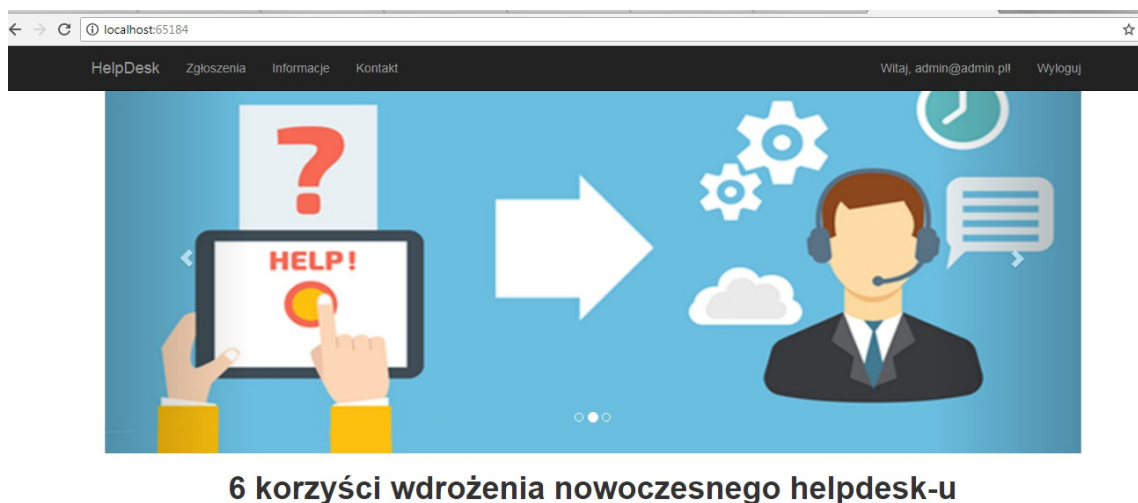 localhost:65184
HelpDesk Zgłoszenia Informacje Kontakt Witaj, admin@admin.pl! Wyloguj
?
HELP!
6 korzyści wdrożenia nowoczesnego helpdesk-u